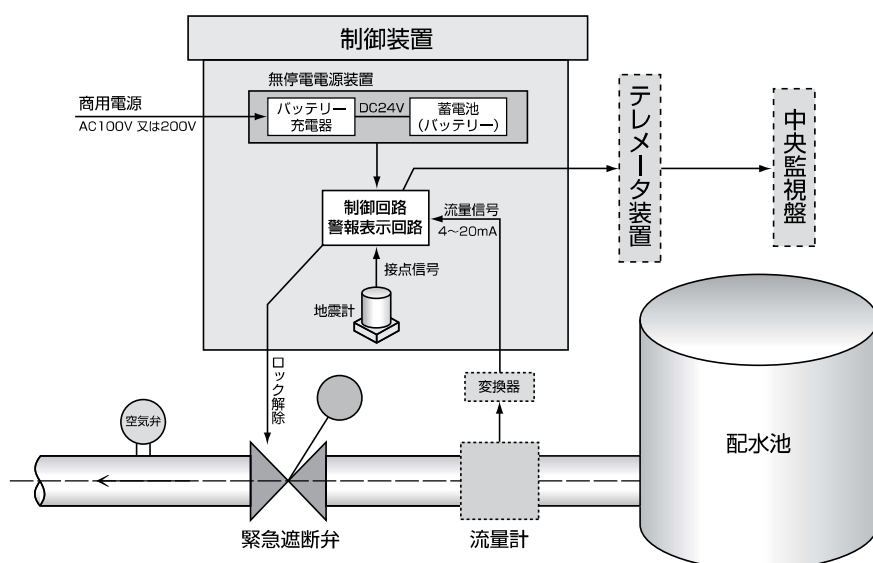 制御装置
無停電電源装置
商用電源
AC100V 又は200V
バッテリー
充電器
DC24V
蓄電池
(バッテリー)
テレメータ装置
中央監視盤
制御回路
警報表示回路
流量信号
4〜20mA
接点信号
地震計
ロック解除
変換器
空気弁
配水池
緊急遮断弁
流量計